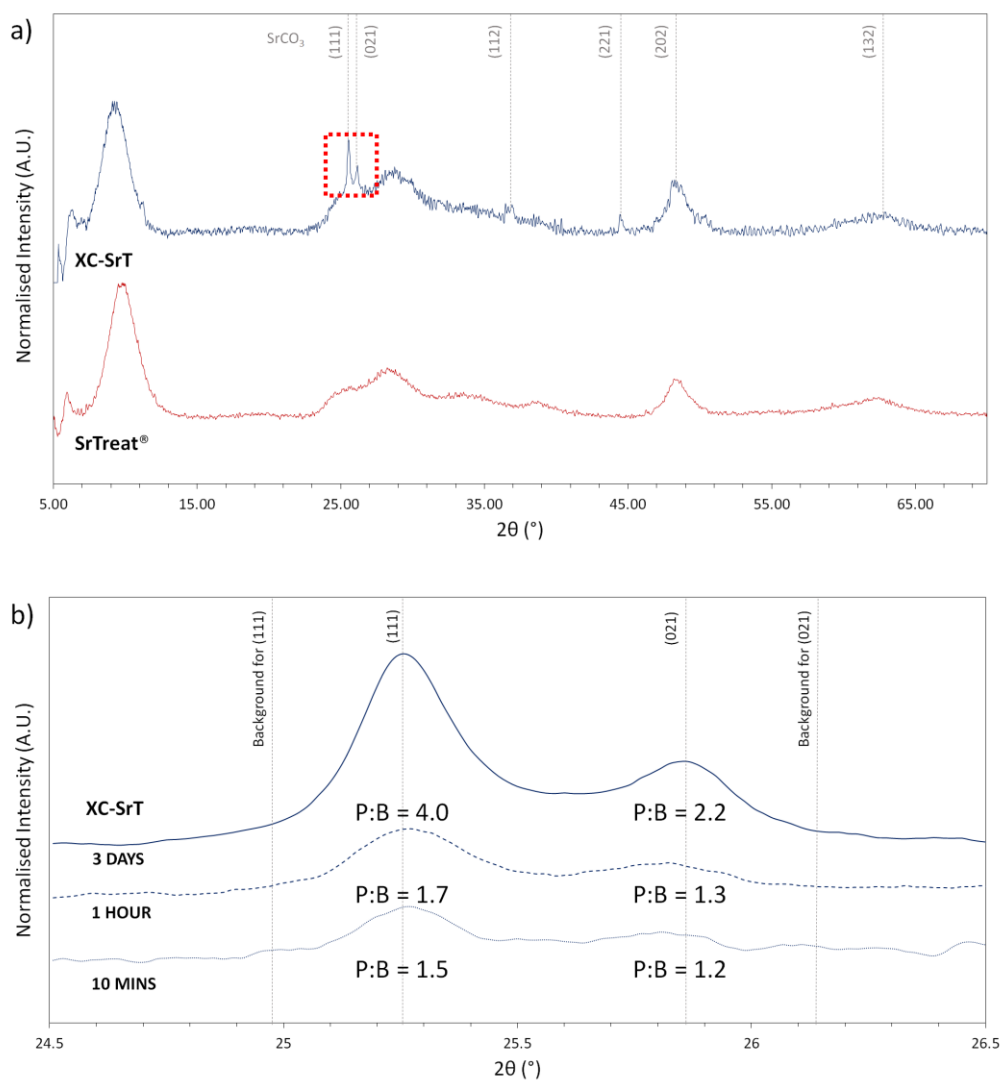 a)
SrCO₃
(111)
(021)
(112)
(221)
(202)
(132)
Normalised Intensity (A.U.)
XC-SrT
SrTreat®
5.00 15.00 25.00 35.00 45.00 55.00 65.00
2θ (°)
b)
Background for (111)
(111)
(021)
Background for (021)
Normalised Intensity (A.U.)
XC-SrT
P:B = 4.0 P:B = 2.2
3 DAYS
P:B = 1.7 P:B = 1.3
1 HOUR
P:B = 1.5 P:B = 1.2
10 MINS
24.5 25 25.5 26 26.5
2θ (°)